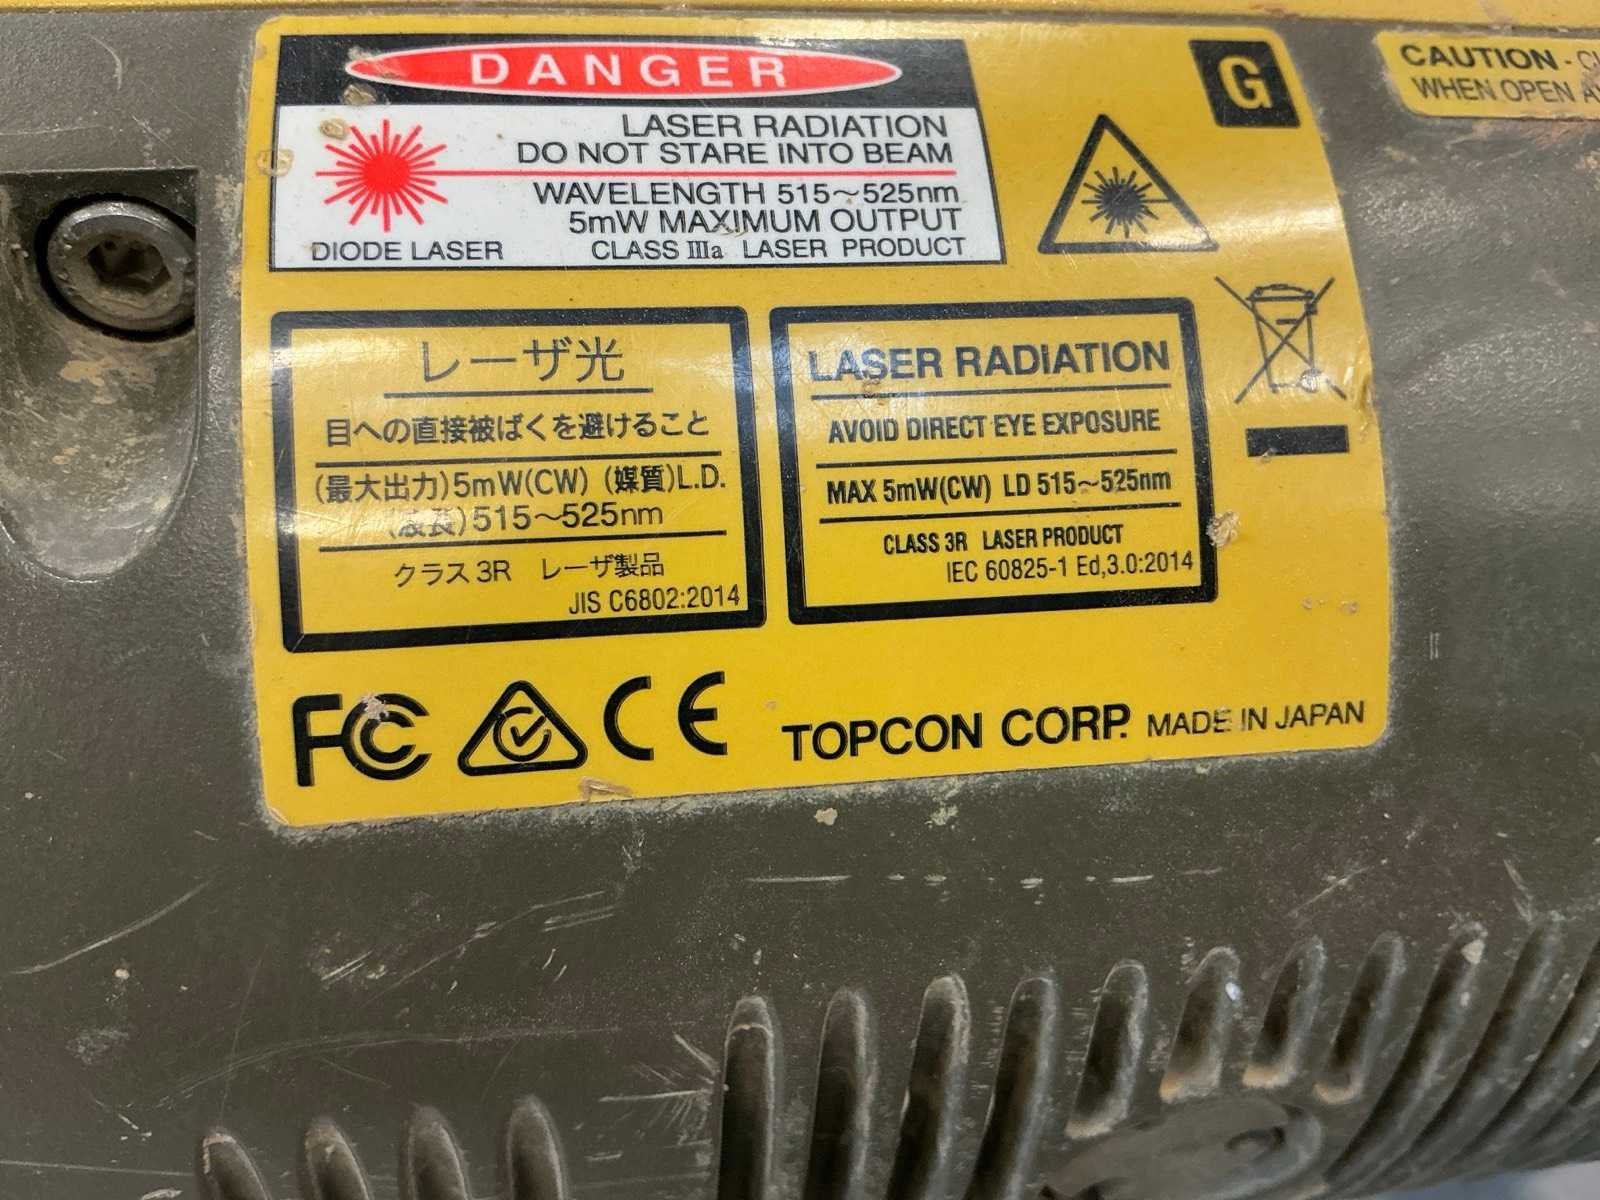 DANGER
LASER RADIATION
DO NOT STARE INTO BEAM
WAVELENGTH 515～525nm
5mW MAXIMUM OUTPUT
DIODE LASER
CLASS Ⅲa LASER PRODUCT
G
CAUTION -
WHEN OPEN
レーザ光
目への直接被ばくを避けること
(最大出力)5mW(CW) (媒質)L.D.
(波長)515～525nm
クラス3R レーザ製品
JIS C6802:2014
LASER RADIATION
AVOID DIRECT EYE EXPOSURE
MAX 5mW(CW) LD 515～525nm
CLASS 3R LASER PRODUCT
IEC 60825-1 Ed,3.0:2014
FCC
CE
TOPCON CORP. MADE IN JAPAN